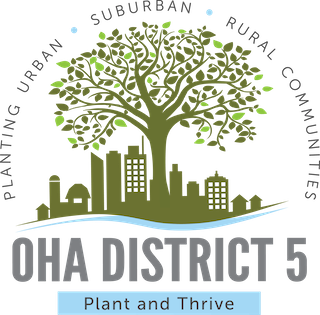 PLANTING URBAN • SUBURBAN • RURAL COMMUNITIES
OHA DISTRICT 5
Plant and Thrive